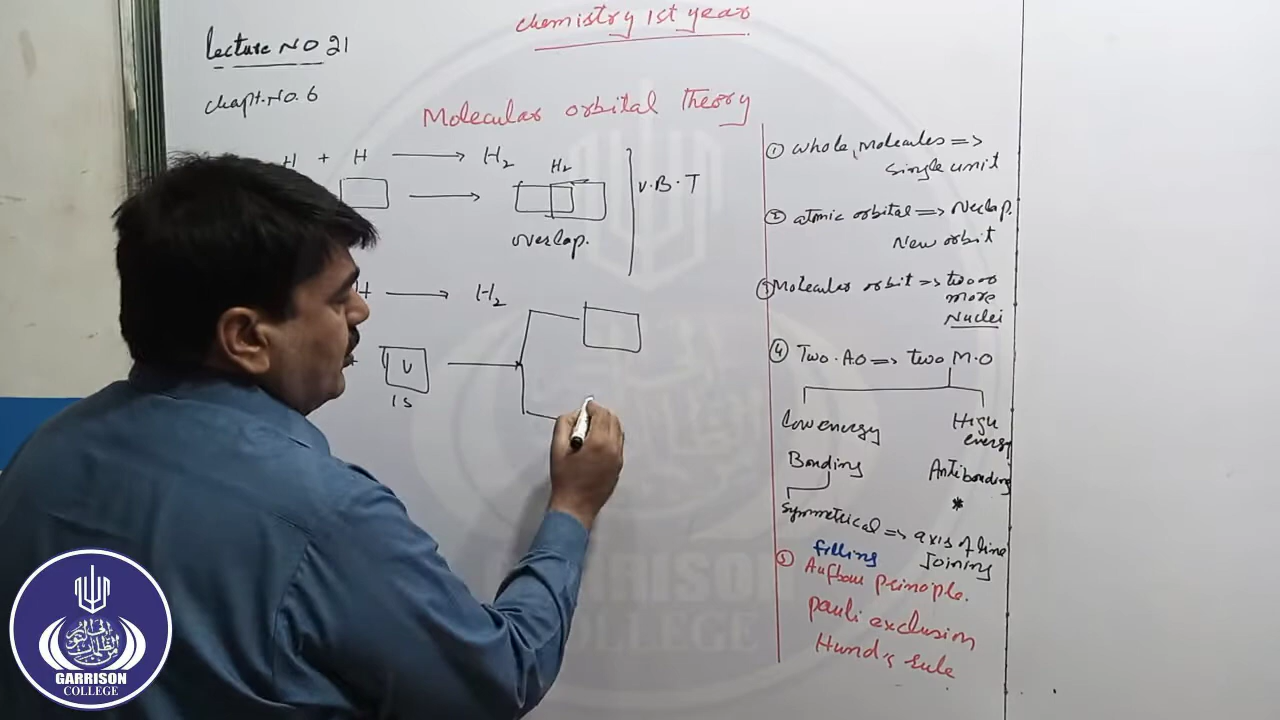 chemistry 1st year
Lecture NO 21
chapt. No. 6
Molecular orbital Theory
H + H → H2
H2
V.B.T
overlap.
H → H2
1s
① whole molecules =>
single unit
② atomic orbital => overlap.
New orbit
③ Molecular orbit => two or
more
Nuclei
④ Two. AO => two M.O
Low energy
High
energy
Bonding
Antibonding
*
symmetrical => axis of line
Joining
filling
⑤ Aufbau principle.
pauli exclusion
Hund's rule
GARRISON
COLLEGE
GARRISON
COLLEGE